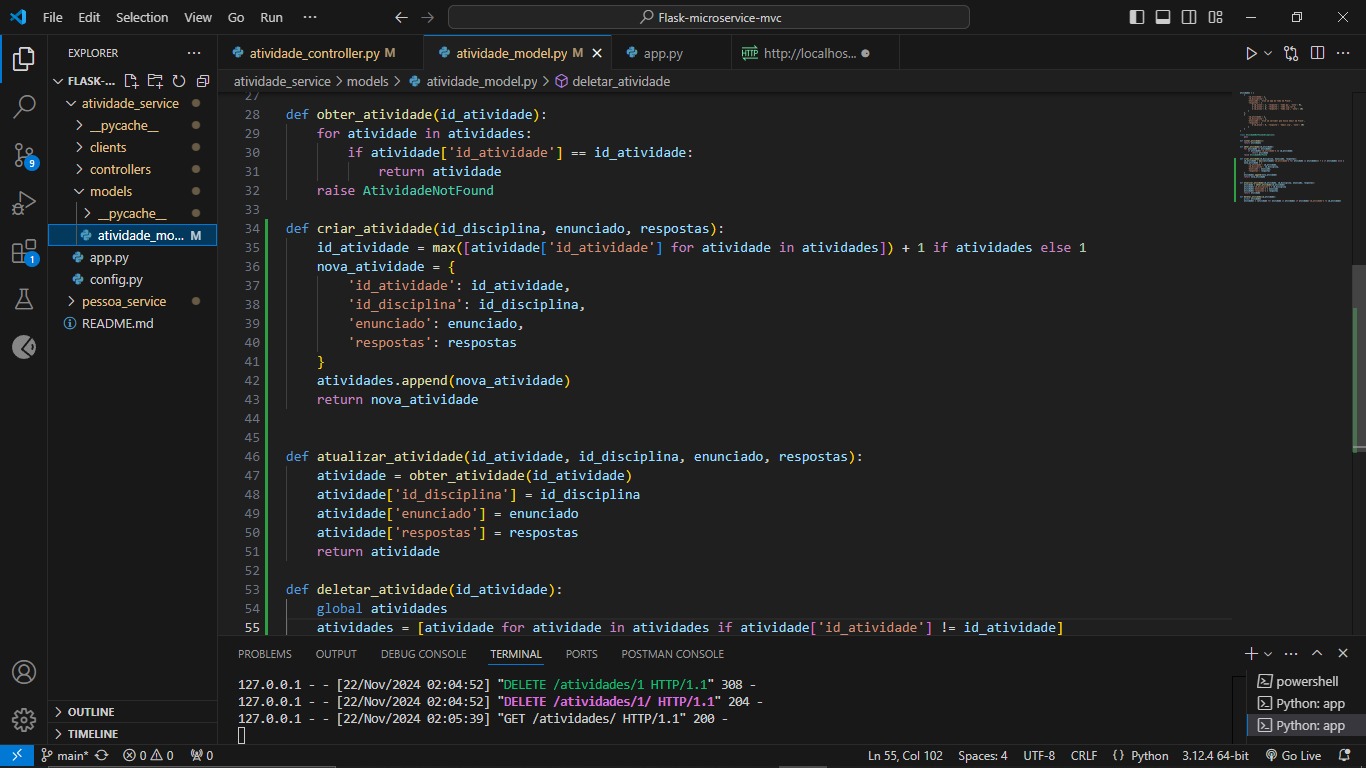 File Edit Selection View Go Run ··· Flask-microservice-mvc
EXPLORER ···
FLASK-...
atividade_service
__pycache__
clients
controllers
models
__pycache__
atividade_mo... M
app.py
config.py
pessoa_service
README.md
OUTLINE
TIMELINE
9
1
atividade_controller.py M atividade_model.py M app.py HTTP http://localhos...
atividade_service > models > atividade_model.py > deletar_atividade
27
28 def obter_atividade(id_atividade):
29 for atividade in atividades:
30 if atividade['id_atividade'] == id_atividade:
31 return atividade
32 raise AtividadeNotFound
33
34 def criar_atividade(id_disciplina, enunciado, respostas):
35 id_atividade = max([atividade['id_atividade'] for atividade in atividades]) + 1 if atividades else 1
36 nova_atividade = {
37 'id_atividade': id_atividade,
38 'id_disciplina': id_disciplina,
39 'enunciado': enunciado,
40 'respostas': respostas
41 }
42 atividades.append(nova_atividade)
43 return nova_atividade
44
45
46 def atualizar_atividade(id_atividade, id_disciplina, enunciado, respostas):
47 atividade = obter_atividade(id_atividade)
48 atividade['id_disciplina'] = id_disciplina
49 atividade['enunciado'] = enunciado
50 atividade['respostas'] = respostas
51 return atividade
52
53 def deletar_atividade(id_atividade):
54 global atividades
55 atividades = [atividade for atividade in atividades if atividade['id_atividade'] != id_atividade]
PROBLEMS OUTPUT DEBUG CONSOLE TERMINAL PORTS POSTMAN CONSOLE
127.0.0.1 - - [22/Nov/2024 02:04:52] "DELETE /atividades/1 HTTP/1.1" 308 -
127.0.0.1 - - [22/Nov/2024 02:04:52] "DELETE /atividades/1/ HTTP/1.1" 204 -
127.0.0.1 - - [22/Nov/2024 02:05:39] "GET /atividades/ HTTP/1.1" 200 -
powershell
Python: app
Python: app
main* 0 0 0 Ln 55, Col 102 Spaces: 4 UTF-8 CRLF {} Python 3.12.4 64-bit Go Live